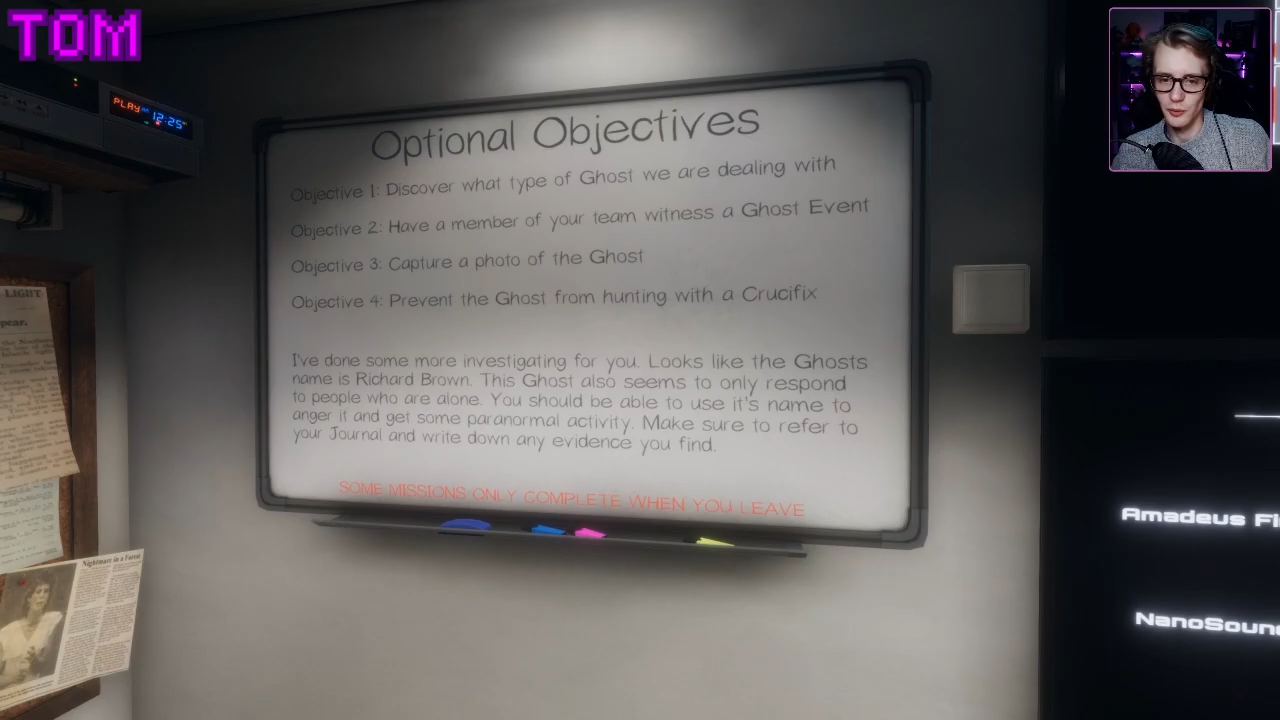 TOM
PLAY 12:25
Optional Objectives
Objective 1: Discover what type of Ghost we are dealing with
Objective 2: Have a member of your team witness a Ghost Event
Objective 3: Capture a photo of the Ghost
Objective 4: Prevent the Ghost from hunting with a Crucifix
I've done some more investigating for you. Looks like the Ghosts
name is Richard Brown. This Ghost also seems to only respond
to people who are alone. You should be able to use it's name to
anger it and get some paranormal activity. Make sure to refer to
your Journal and write down any evidence you find.
SOME MISSIONS ONLY COMPLETE WHEN YOU LEAVE
LIGHT
pear.
Nightmare in a Forest
Amadeus Fi
NanoSoun